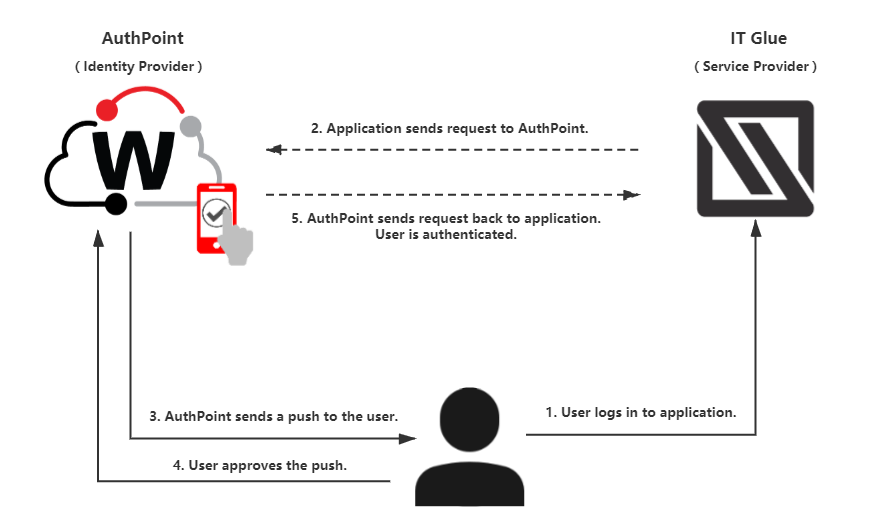 AuthPoint
( Identity Provider )
IT Glue
( Service Provider )
W
2. Application sends request to AuthPoint.
5. AuthPoint sends request back to application.
User is authenticated.
3. AuthPoint sends a push to the user.
1. User logs in to application.
4. User approves the push.